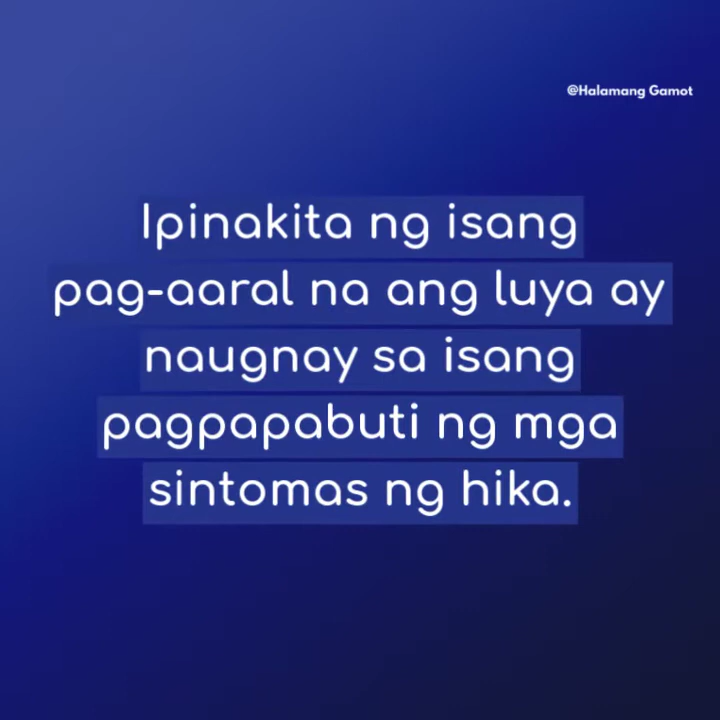 @Halamang Gamot
Ipinakita ng isang
pag-aaral na ang luya ay
naugnay sa isang
pagpapabuti ng mga
sintomas ng hika.